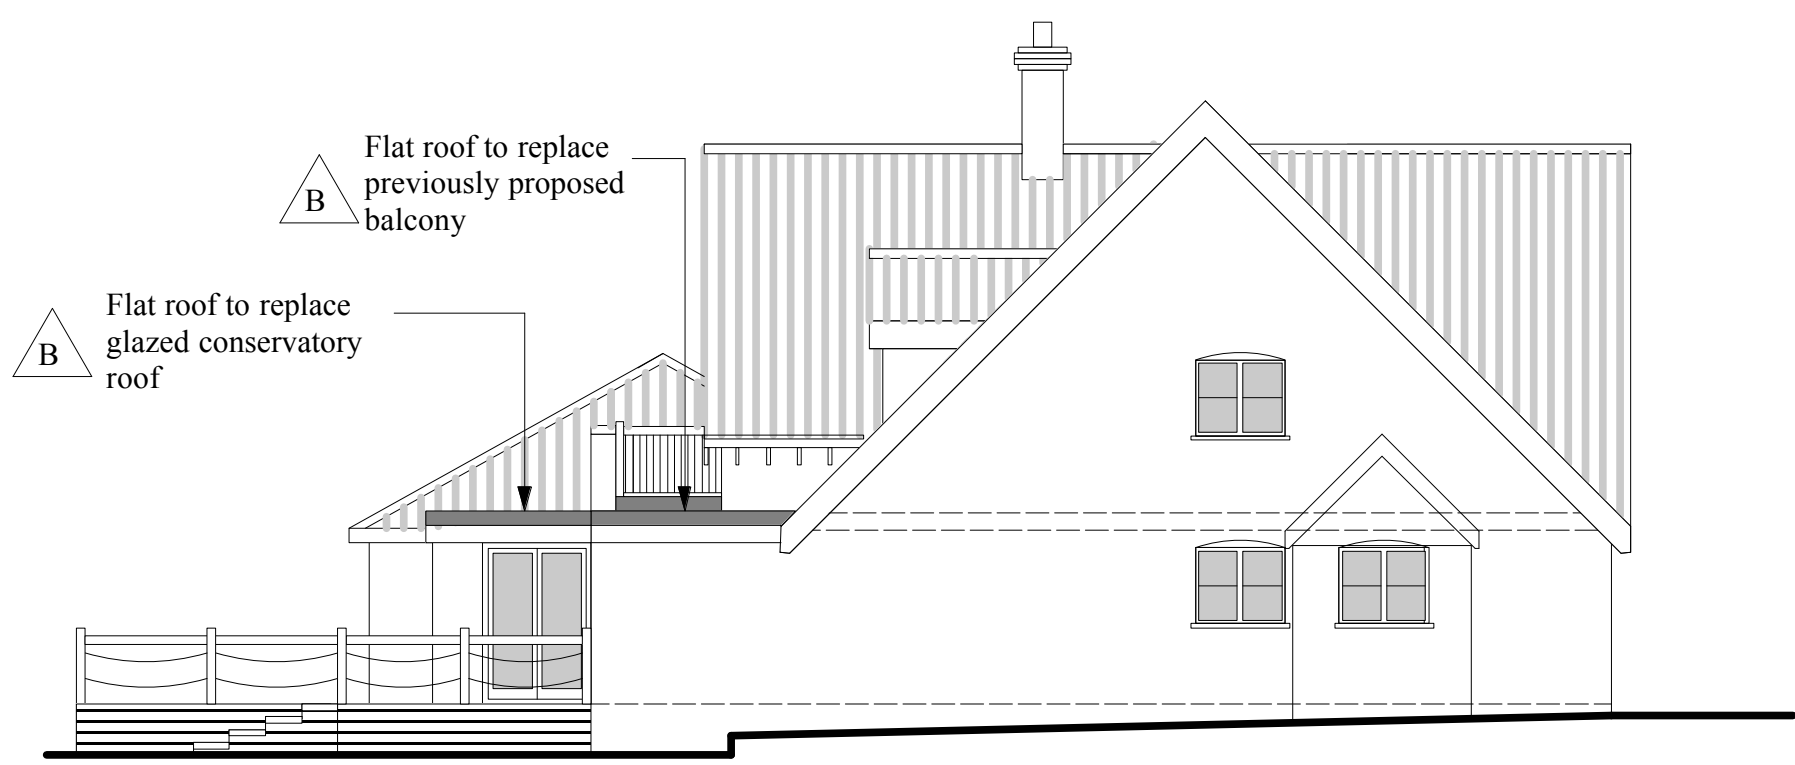 Flat roof to replace
previously proposed
balcony
B
Flat roof to replace
glazed conservatory
roof
B